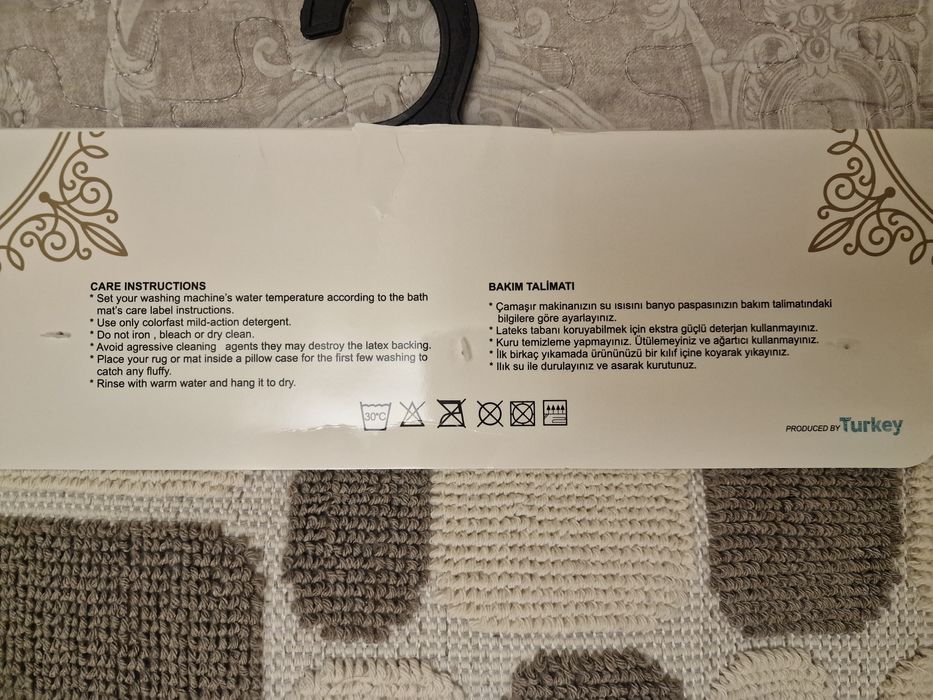 CARE INSTRUCTIONS
* Set your washing machine's water temperature according to the bath
mat's care label instructions.
* Use only colorfast mild-action detergent.
* Do not iron , bleach or dry clean.
* Avoid agressive cleaning agents they may destroy the latex backing.
* Place your rug or mat inside a pillow case for the first few washing to
catch any fluffy.
* Rinse with warm water and hang it to dry.
BAKIM TALİMATI
* Çamaşır makinanızın su ısısını banyo paspasınızın bakım talimatındaki
bilgilere göre ayarlayınız.
* Lateks tabanı koruyabilmek için ekstra güçlü deterjan kullanmayınız.
* Kuru temizleme yapmayınız. Ütülemeyiniz ve ağartıcı kullanmayınız.
* İlk birkaç yıkamada ürününüzü bir kılıf içine koyarak yıkayınız.
* Ilık su ile durulayınız ve asarak kurutunuz.
30°C
PRODUCED BY Turkey